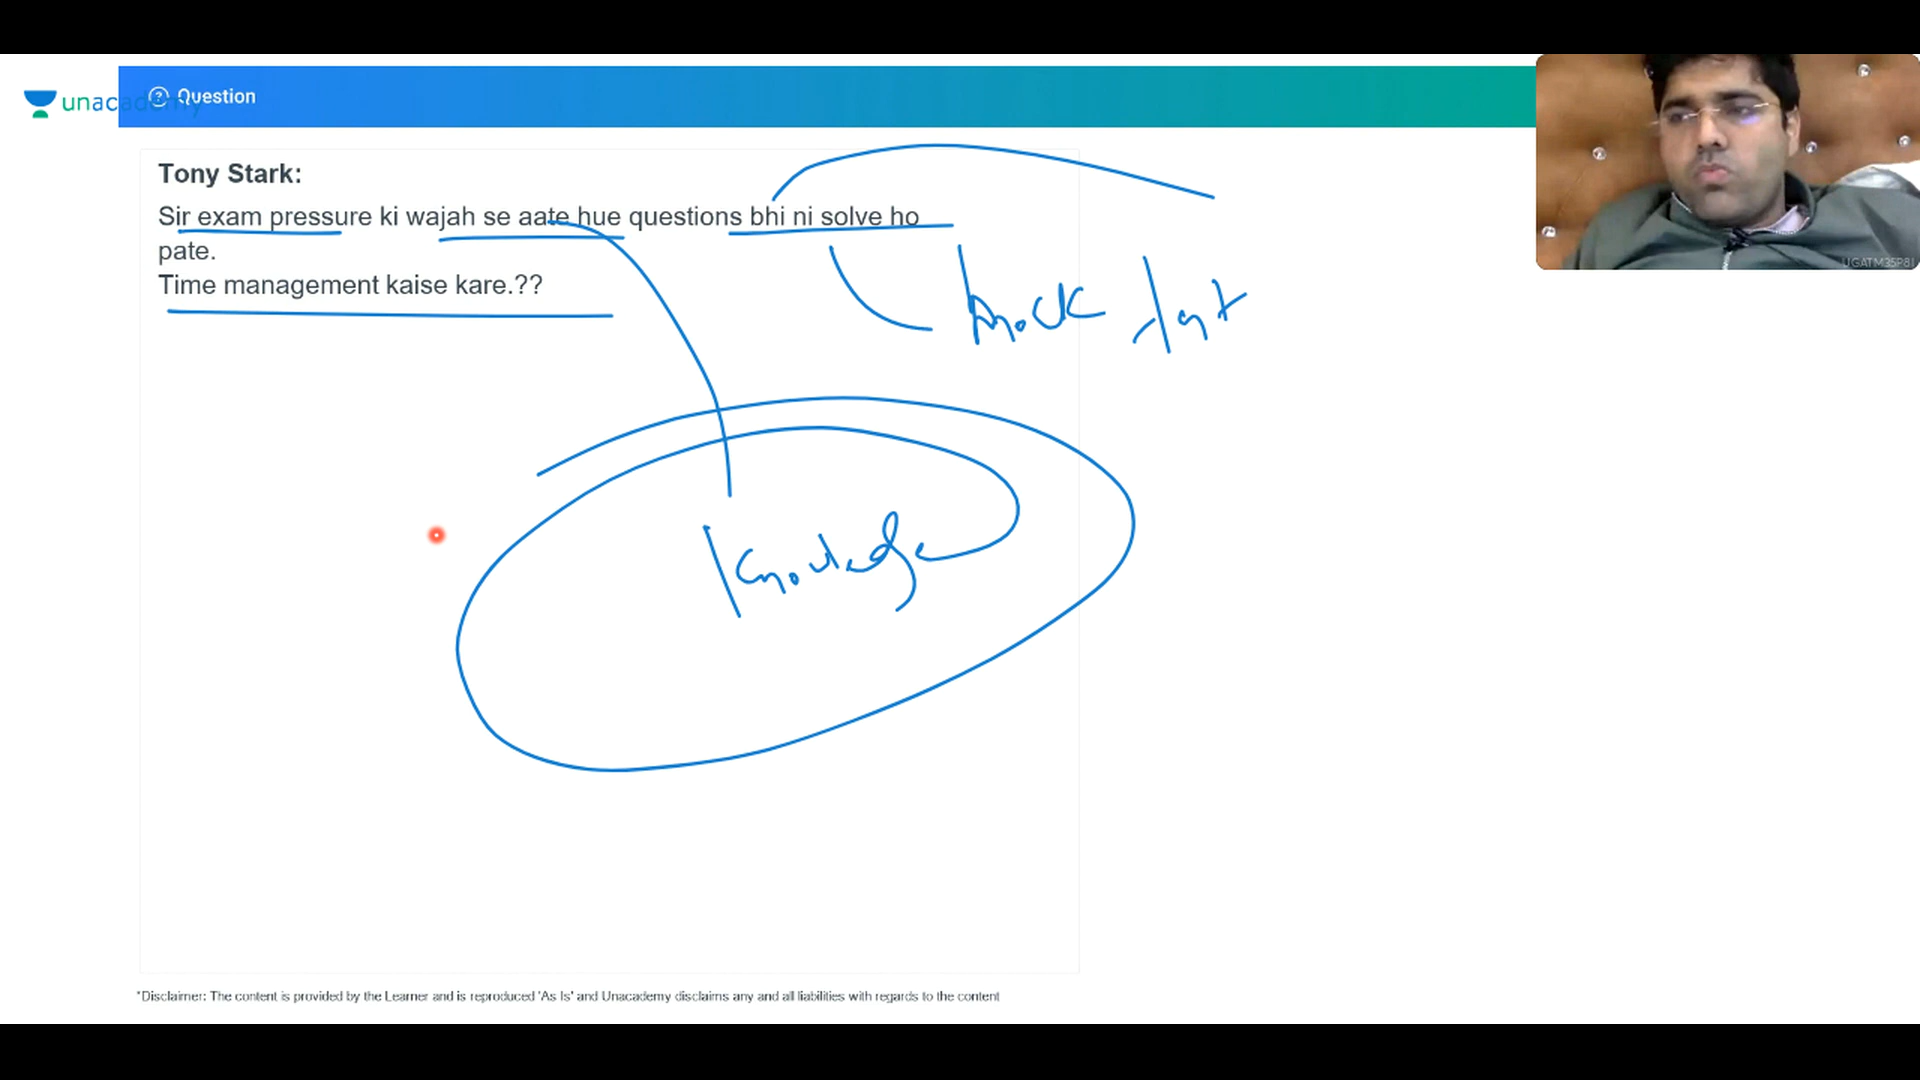 unacademy
Question
Tony Stark:
Sir exam pressure ki wajah se aate hue questions bhi ni solve ho
pate.
Time management kaise kare.??
Mock test
Knowledge
*Disclaimer: The content is provided by the Learner and is reproduced 'As Is' and Unacademy disclaims any and all liabilities with regards to the content
UGATM35P8I